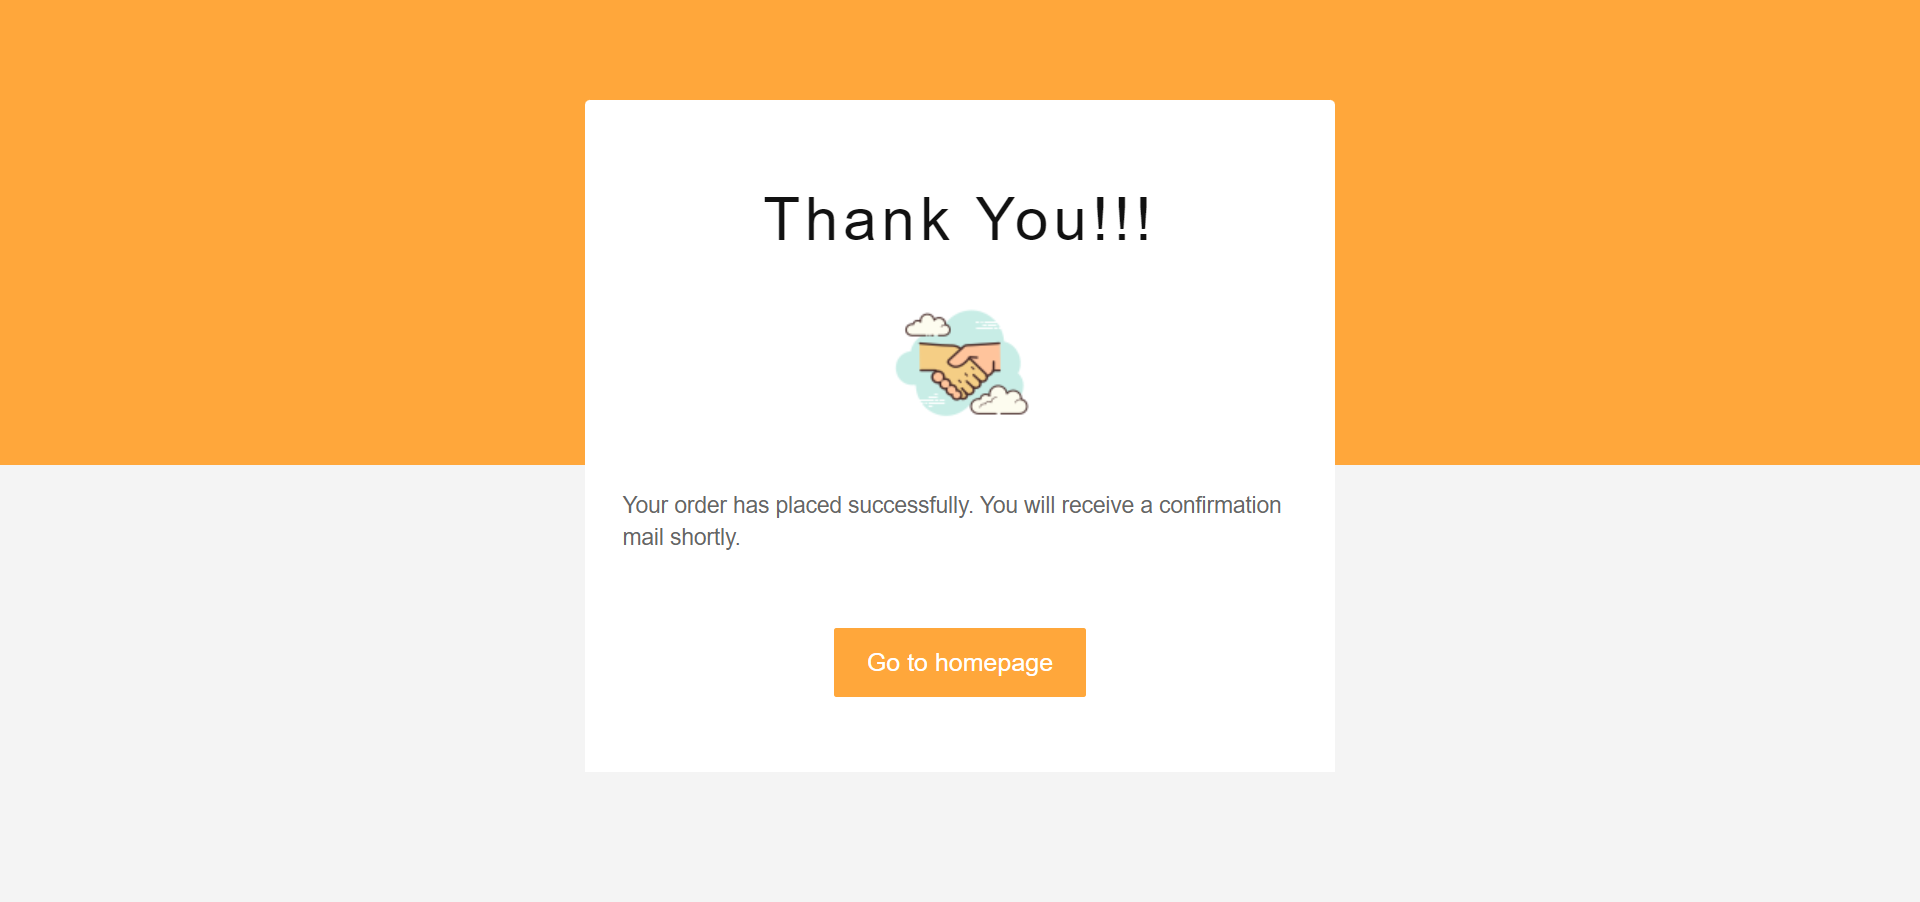 Thank You!!!
Your order has placed successfully. You will receive a confirmation
mail shortly.
Go to homepage